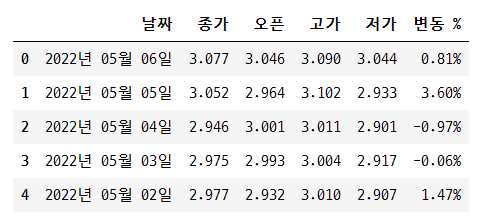 날짜 종가 오픈 고가 저가 변동 %
0 2022년 05월 06일 3.077 3.046 3.090 3.044 0.81%
1 2022년 05월 05일 3.052 2.964 3.102 2.933 3.60%
2 2022년 05월 04일 2.946 3.001 3.011 2.901 -0.97%
3 2022년 05월 03일 2.975 2.993 3.004 2.917 -0.06%
4 2022년 05월 02일 2.977 2.932 3.010 2.907 1.47%